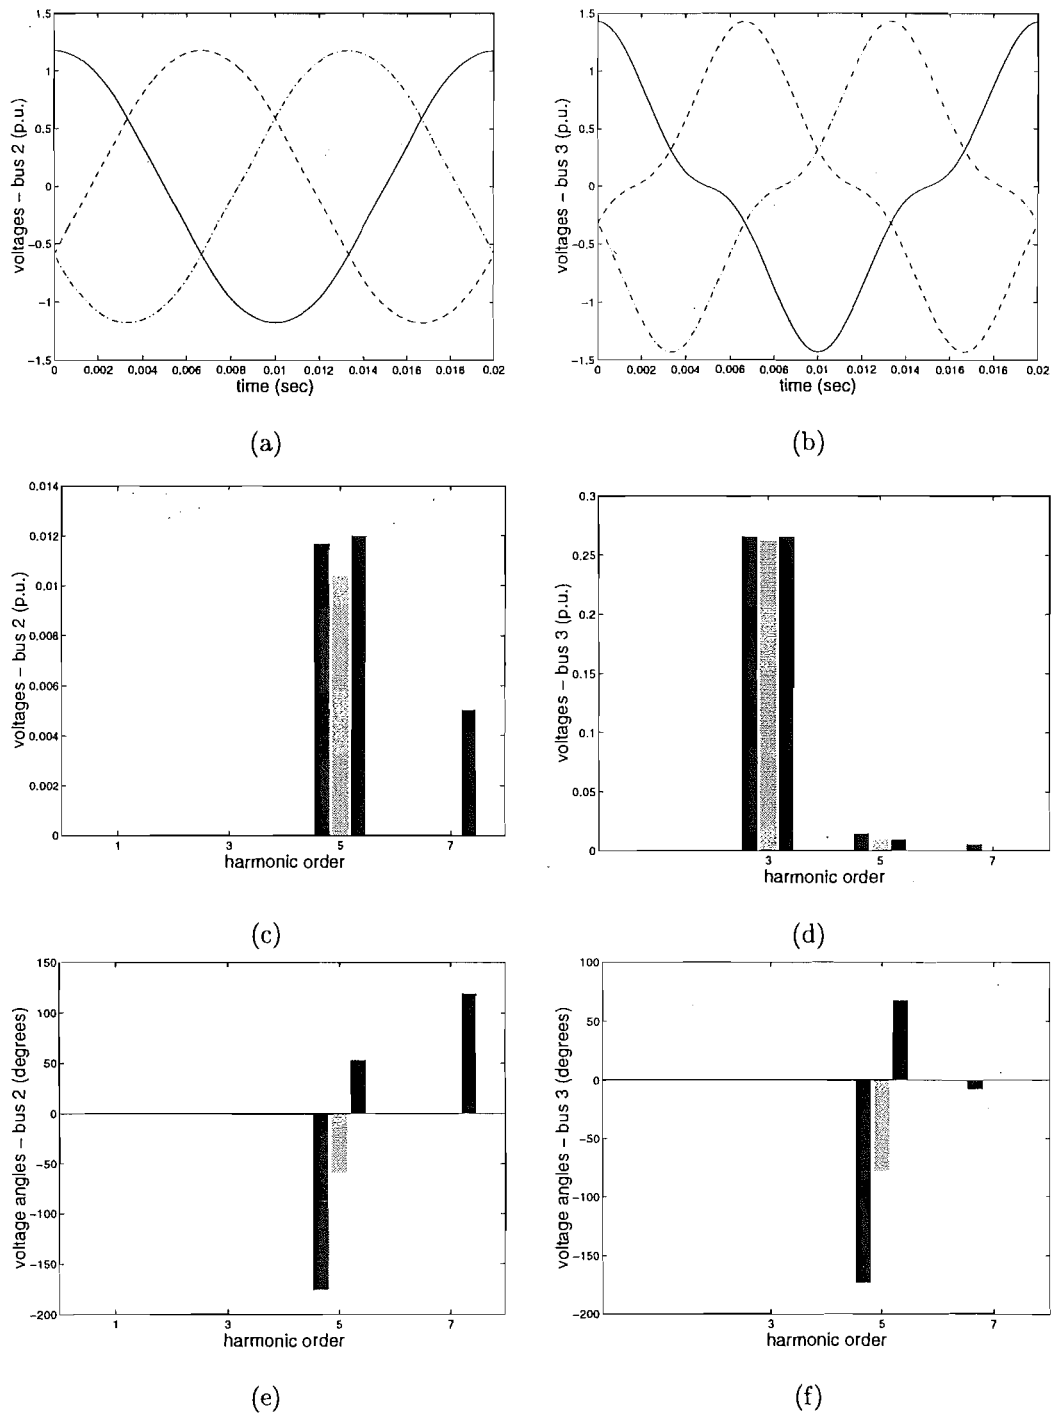 1.5
1
0.5
0
−0.5
−1
−1.5
voltages − bus 2 (p.u.)
0 0.002 0.004 0.006 0.008 0.01 0.012 0.014 0.016 0.016 0.02
time (sec)
(a)
1.5
1
0.5
0
−0.5
−1
−1.5
voltages − bus 3 (p.u.)
0 0.002 0.004 0.006 0.008 0.01 0.012 0.014 0.016 0.016 0.02
time (sec)
(b)
0.014
0.012
0.01
0.008
0.006
0.004
0.002
0
voltages − bus 2 (p.u.)
1 3 5 7
harmonic order
(c)
0.3
0.25
0.2
0.15
0.1
0.05
0
voltages − bus 3 (p.u.)
3 5 7
harmonic order
(d)
150
100
50
0
−50
−100
−150
−200
voltage angles − bus 2 (degrees)
1 3 5 7
harmonic order
(e)
100
50
0
−50
−100
−150
−200
voltage angles − bus 3 (degrees)
3 5 7
harmonic order
(f)